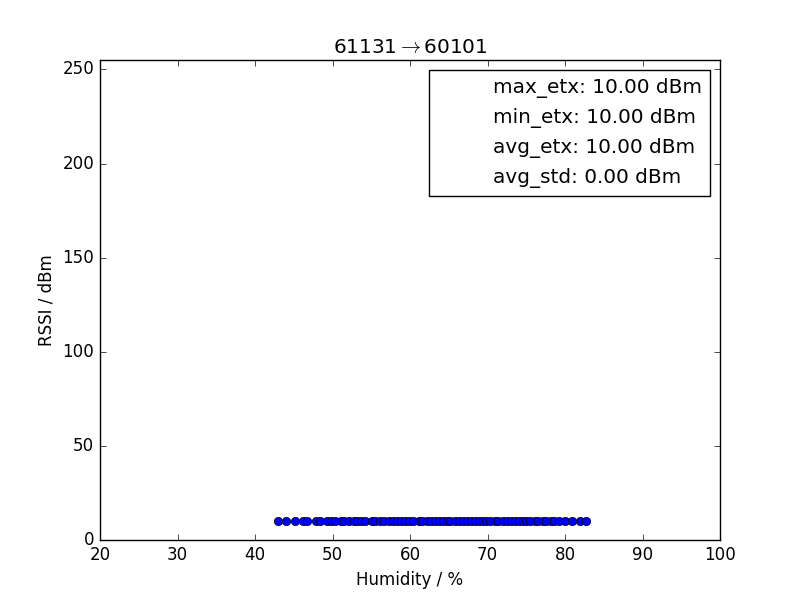 61131→60101
max_etx: 10.00 dBm
min_etx: 10.00 dBm
avg_etx: 10.00 dBm
avg_std: 0.00 dBm
RSSI / dBm
250
200
150
100
50
0
20 30 40 50 60 70 80 90 100
Humidity / %